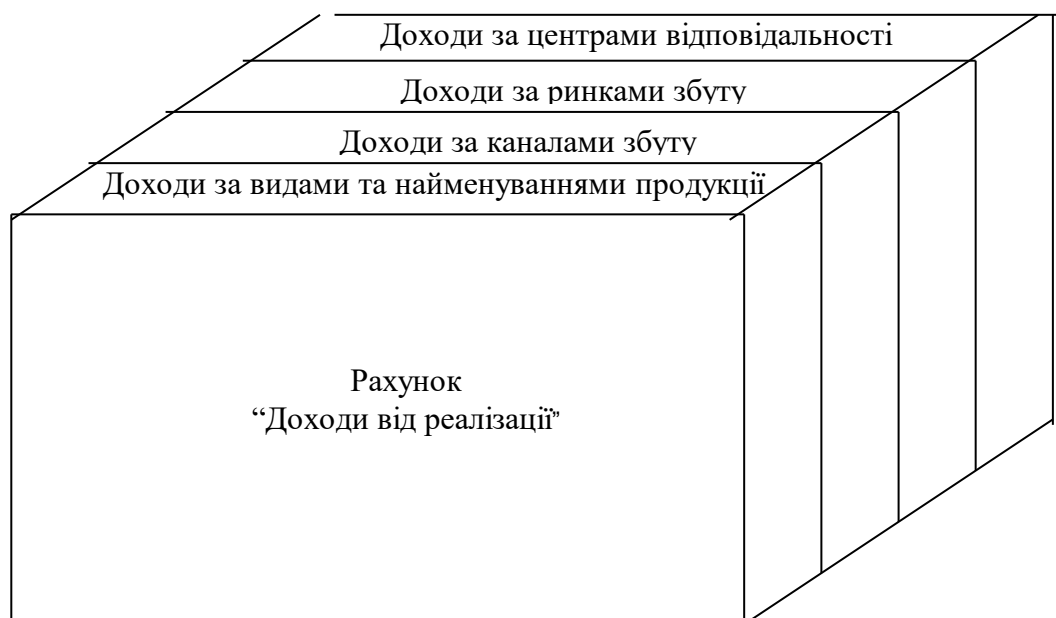 Доходи за центрами відповідальності
Доходи за ринками збуту
Доходи за каналами збуту
Доходи за видами та найменуваннями продукції
Рахунок
“Доходи від реалізації”